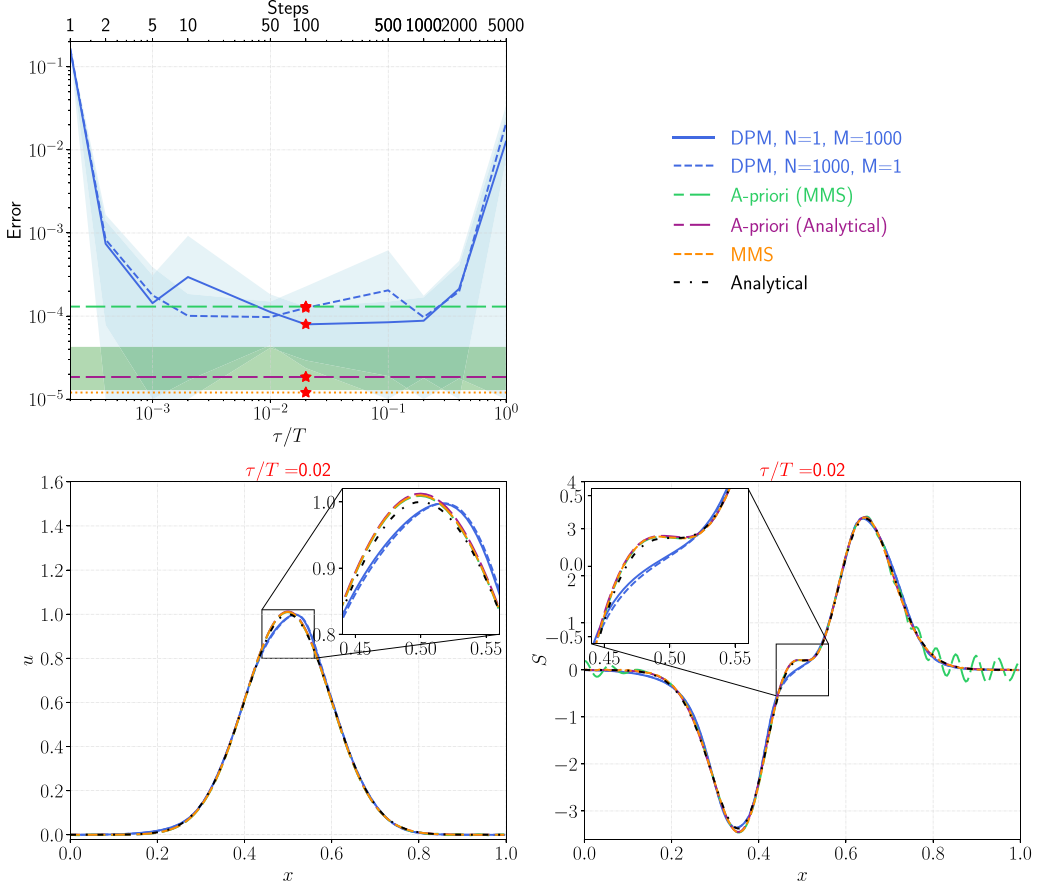 Steps
1 2 5 10 50 100 500 1000 2000 5000
10⁻¹
10⁻²
10⁻³
10⁻⁴
10⁻⁵
Error
10⁻³ 10⁻² 10⁻¹ 10⁰
τ/T
DPM, N=1, M=1000
DPM, N=1000, M=1
A-priori (MMS)
A-priori (Analytical)
MMS
Analytical
τ/T =0.02
1.6
1.4
1.2
1.0
0.8
0.6
0.4
0.2
0.0
u
1.0
0.9
0.8
0.45 0.50 0.55
0.0 0.2 0.4 0.6 0.8 1.0
x
τ/T =0.02
4
3
2
1
0
−1
−2
−3
S
0.5
0.0
−0.5
0.45 0.50 0.55
0.0 0.2 0.4 0.6 0.8 1.0
x